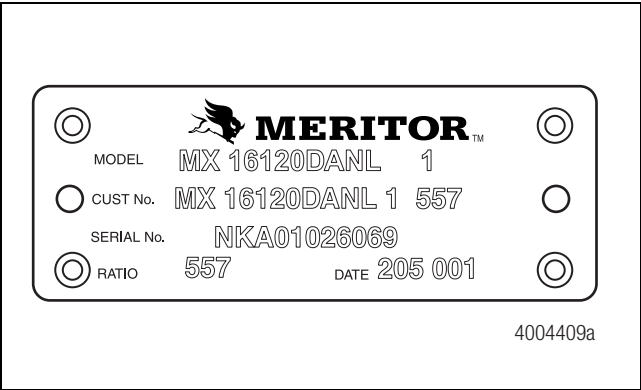 MERITOR™
MODEL MX 16120DANL 1
CUST No. MX 16120DANL 1 557
SERIAL No. NKA01026069
RATIO 557 DATE 205 001
4004409a